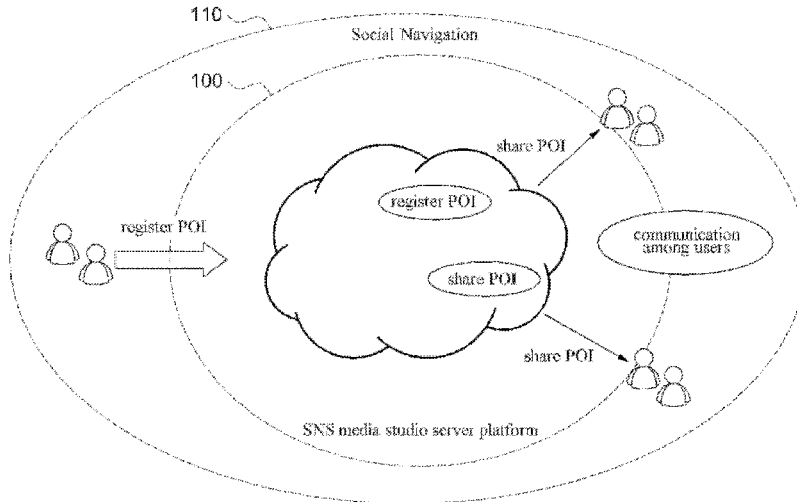 110
Social Navigation
100
share POI
register POI
register POI
communication
among users
share POI
share POI
SNS media studio server platform